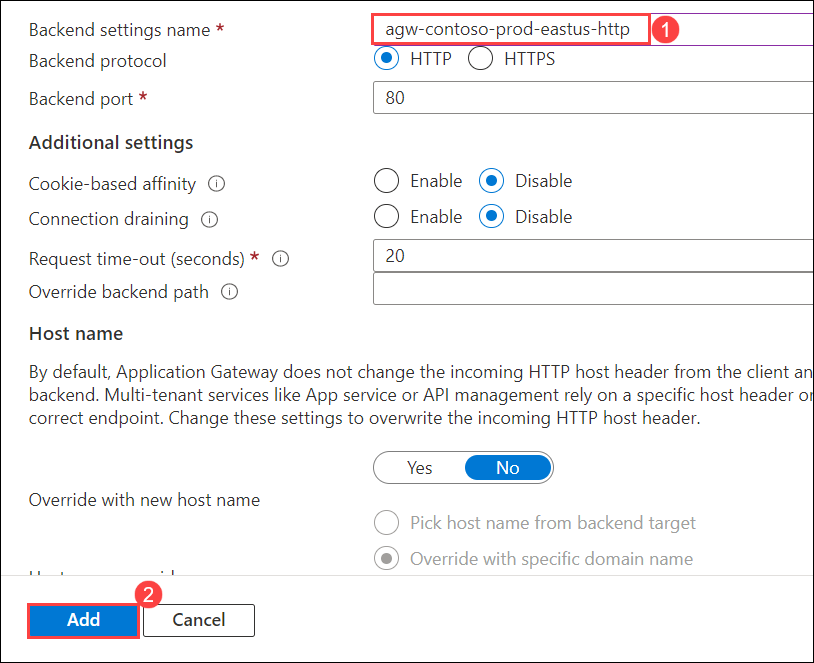 Backend settings name * agw-contoso-prod-eastus-http 1
Backend protocol HTTP HTTPS
Backend port * 80
Additional settings
Cookie-based affinity Enable Disable
Connection draining Enable Disable
Request time-out (seconds) * 20
Override backend path
Host name
By default, Application Gateway does not change the incoming HTTP host header from the client an
backend. Multi-tenant services like App service or API management rely on a specific host header or
correct endpoint. Change these settings to overwrite the incoming HTTP host header.
Yes No
Override with new host name
Pick host name from backend target
Override with specific domain name
2
Add Cancel